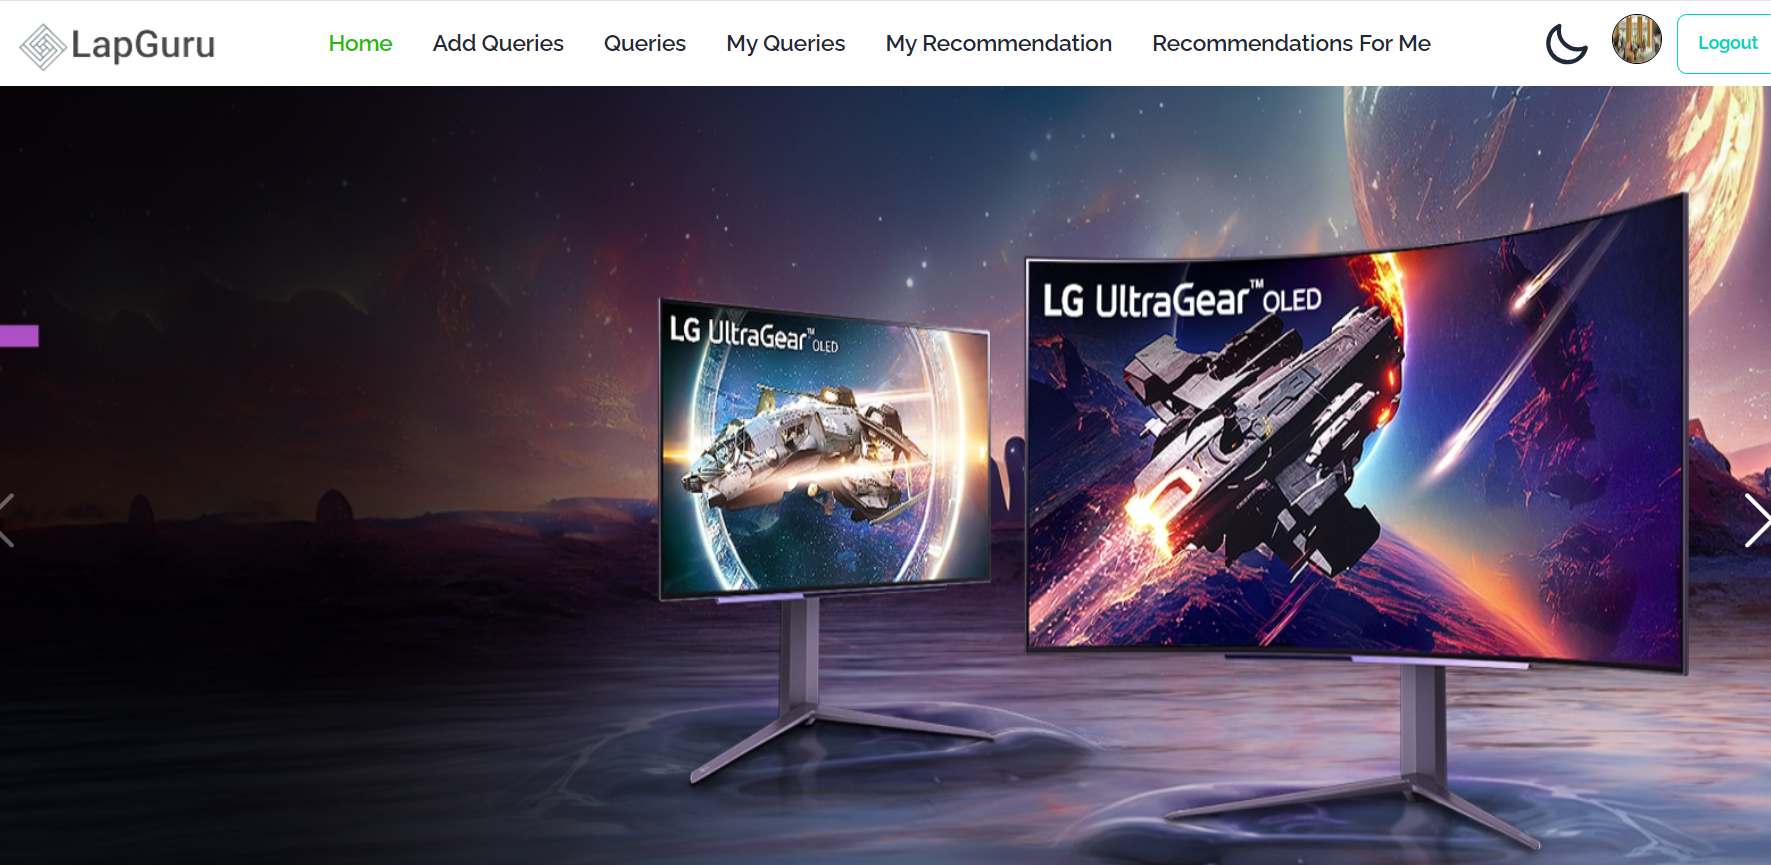 LapGuru
Home
Add Queries
Queries
My Queries
My Recommendation
Recommendations For Me
Logout
LG UltraGear™ OLED
LG UltraGear™ OLED